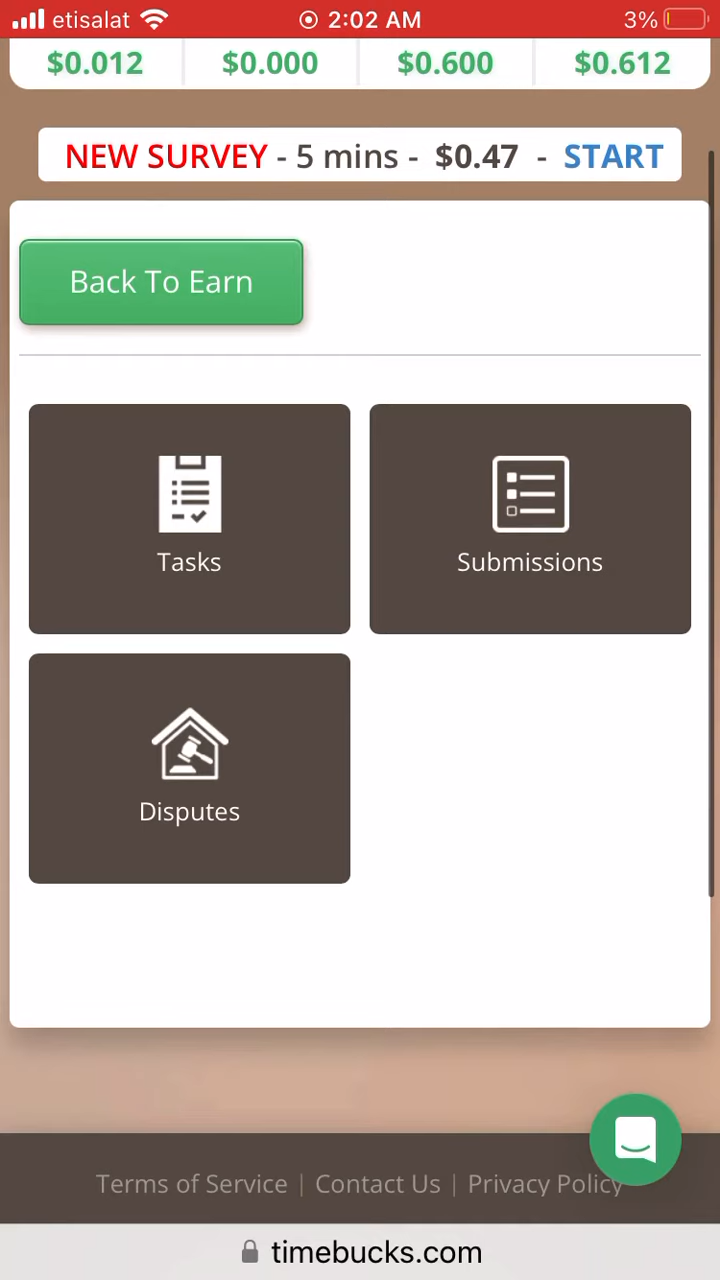 etisalat 2:02 AM 3%
$0.012 $0.000 $0.600 $0.612
NEW SURVEY - 5 mins - $0.47 - START
Back To Earn
Tasks Submissions
Disputes
Terms of Service | Contact Us | Privacy Policy
timebucks.com